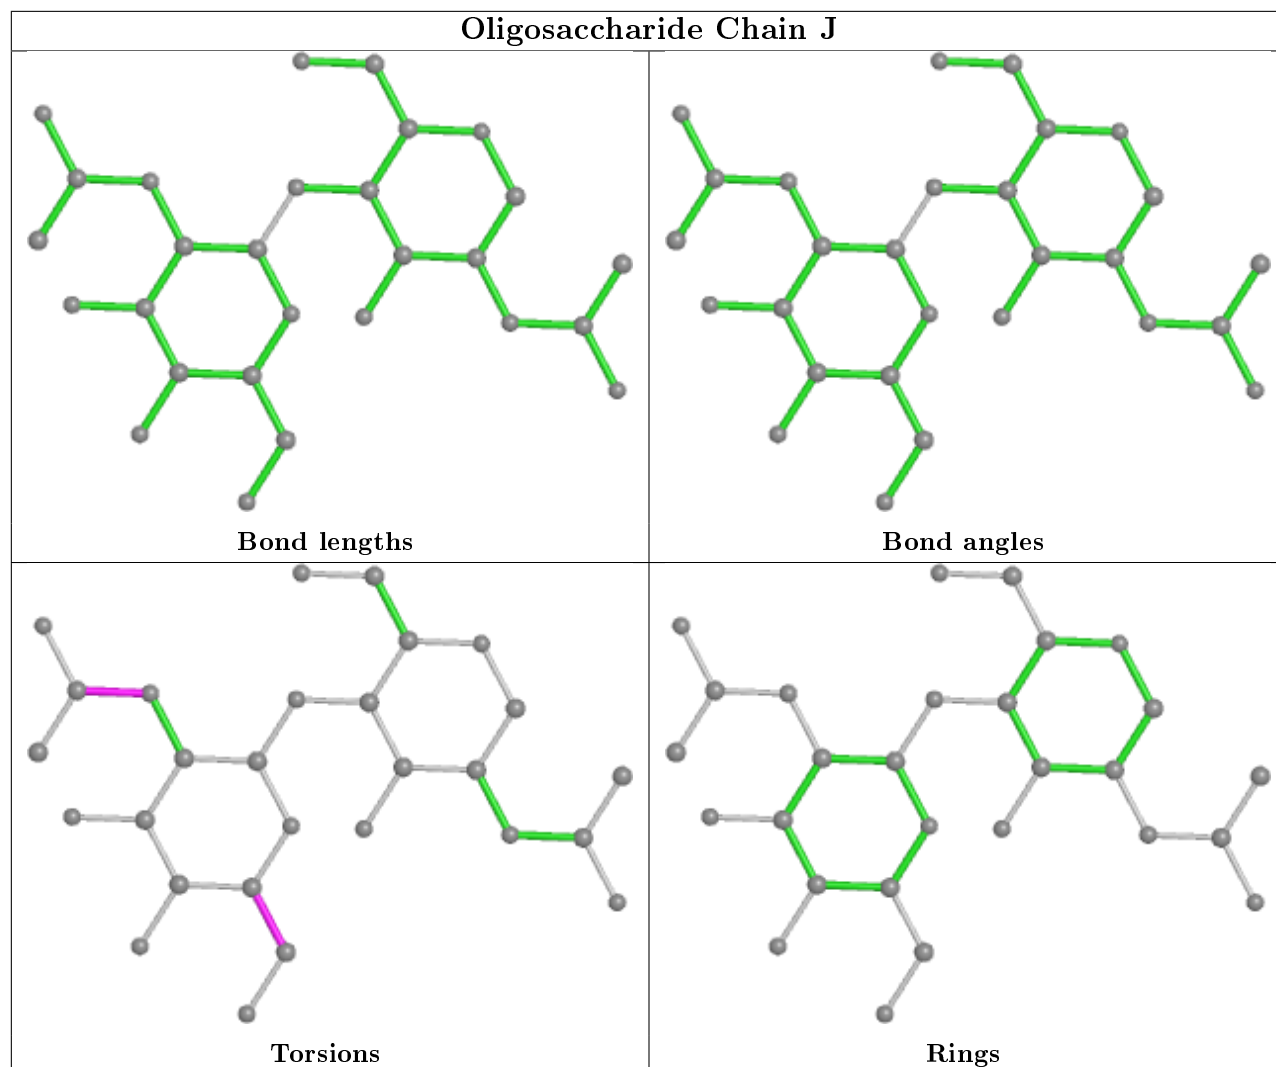 Oligosaccharide Chain J
Bond lengths
Bond angles
Torsions
Rings